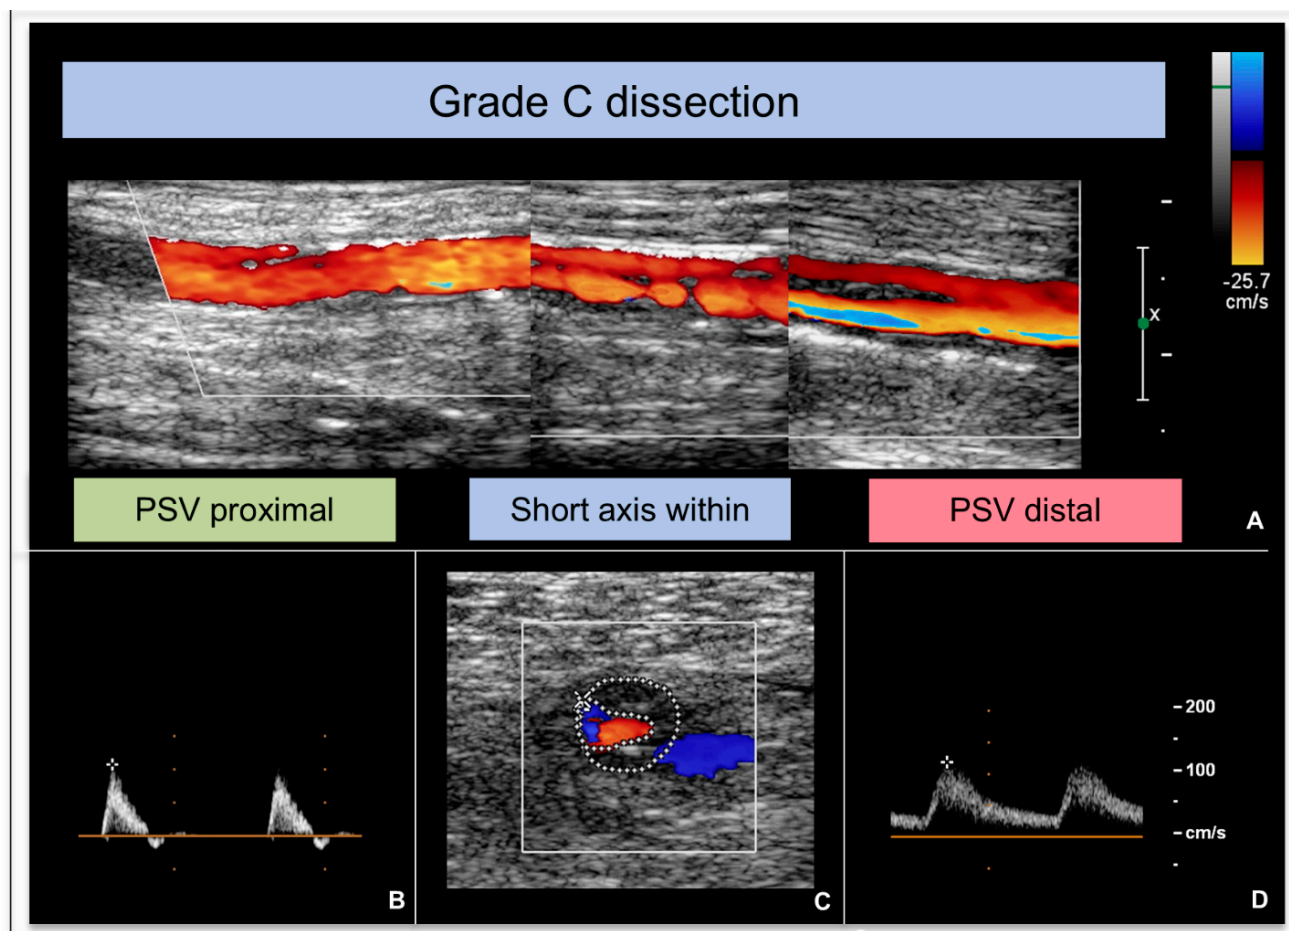 Grade C dissection
-25.7
cm/s
x
PSV proximal
Short axis within
PSV distal
A
200
100
cm/s
B
C
D